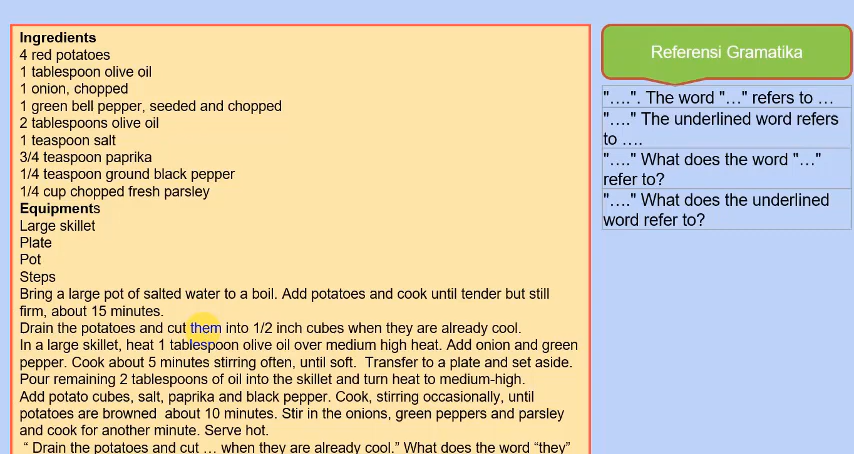 Ingredients
4 red potatoes
1 tablespoon olive oil
1 onion, chopped
1 green bell pepper, seeded and chopped
2 tablespoons olive oil
1 teaspoon salt
3/4 teaspoon paprika
1/4 teaspoon ground black pepper
1/4 cup chopped fresh parsley
Equipments
Large skillet
Plate
Pot
Steps
Bring a large pot of salted water to a boil. Add potatoes and cook until tender but still
firm, about 15 minutes.
Drain the potatoes and cut them into 1/2 inch cubes when they are already cool.
In a large skillet, heat 1 tablespoon olive oil over medium high heat. Add onion and green
pepper. Cook about 5 minutes stirring often, until soft.  Transfer to a plate and set aside.
Pour remaining 2 tablespoons of oil into the skillet and turn heat to medium-high.
Add potato cubes, salt, paprika and black pepper. Cook, stirring occasionally, until
potatoes are browned  about 10 minutes. Stir in the onions, green peppers and parsley
and cook for another minute. Serve hot.
“ Drain the potatoes and cut … when they are already cool.” What does the word “they”
Referensi Gramatika
"….". The word "…" refers to …
"…." The underlined word refers
to ….
"…." What does the word "…"
refer to?
"…." What does the underlined
word refer to?